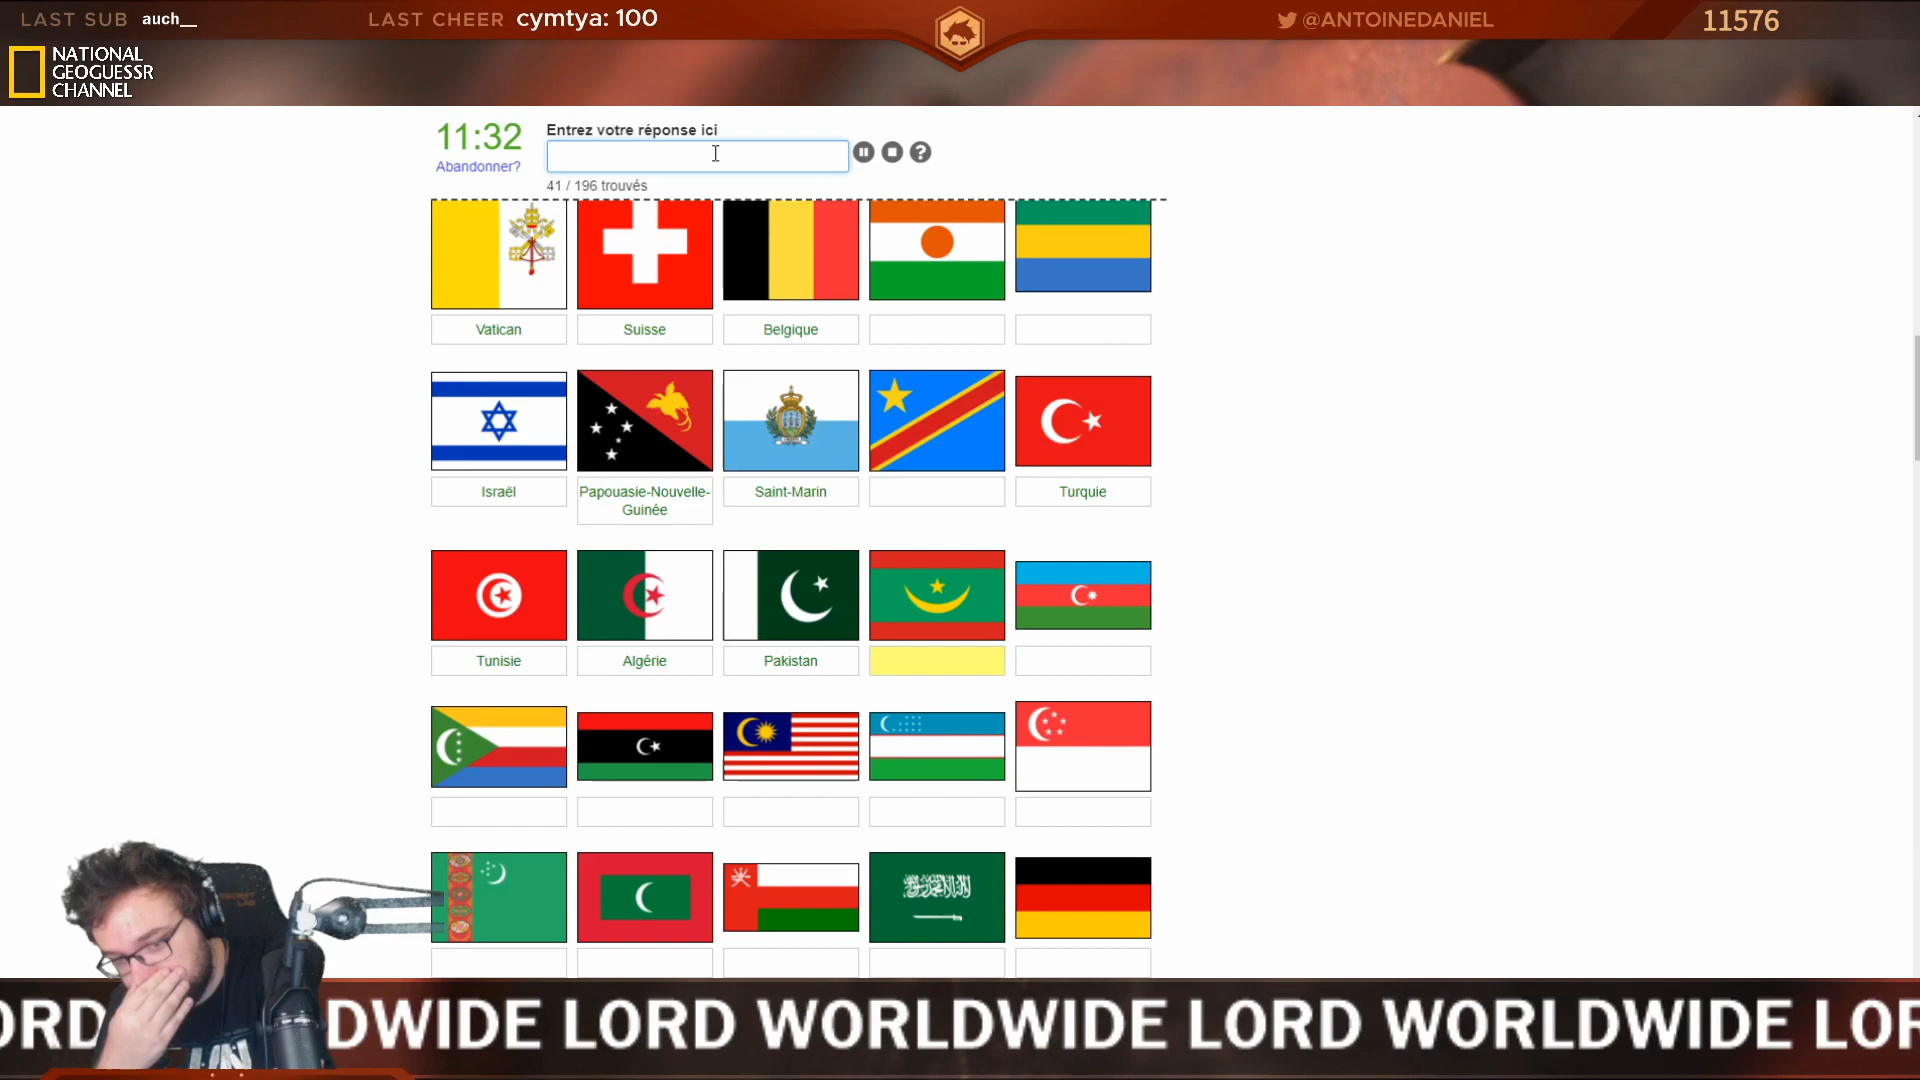 LAST SUB auch__ LAST CHEER cymtya: 100 @ANTOINEDANIEL 11576
NATIONAL
GEOGUESSR
CHANNEL
11:32 Entrez votre réponse ici
Abandonner?
41 / 196 trouvés
Vatican Suisse Belgique
Israël Papouasie-Nouvelle-
Guinée Saint-Marin Turquie
Tunisie Algérie Pakistan
ORD DWIDE LORD WORLDWIDE LORD WORLDWIDE LOR